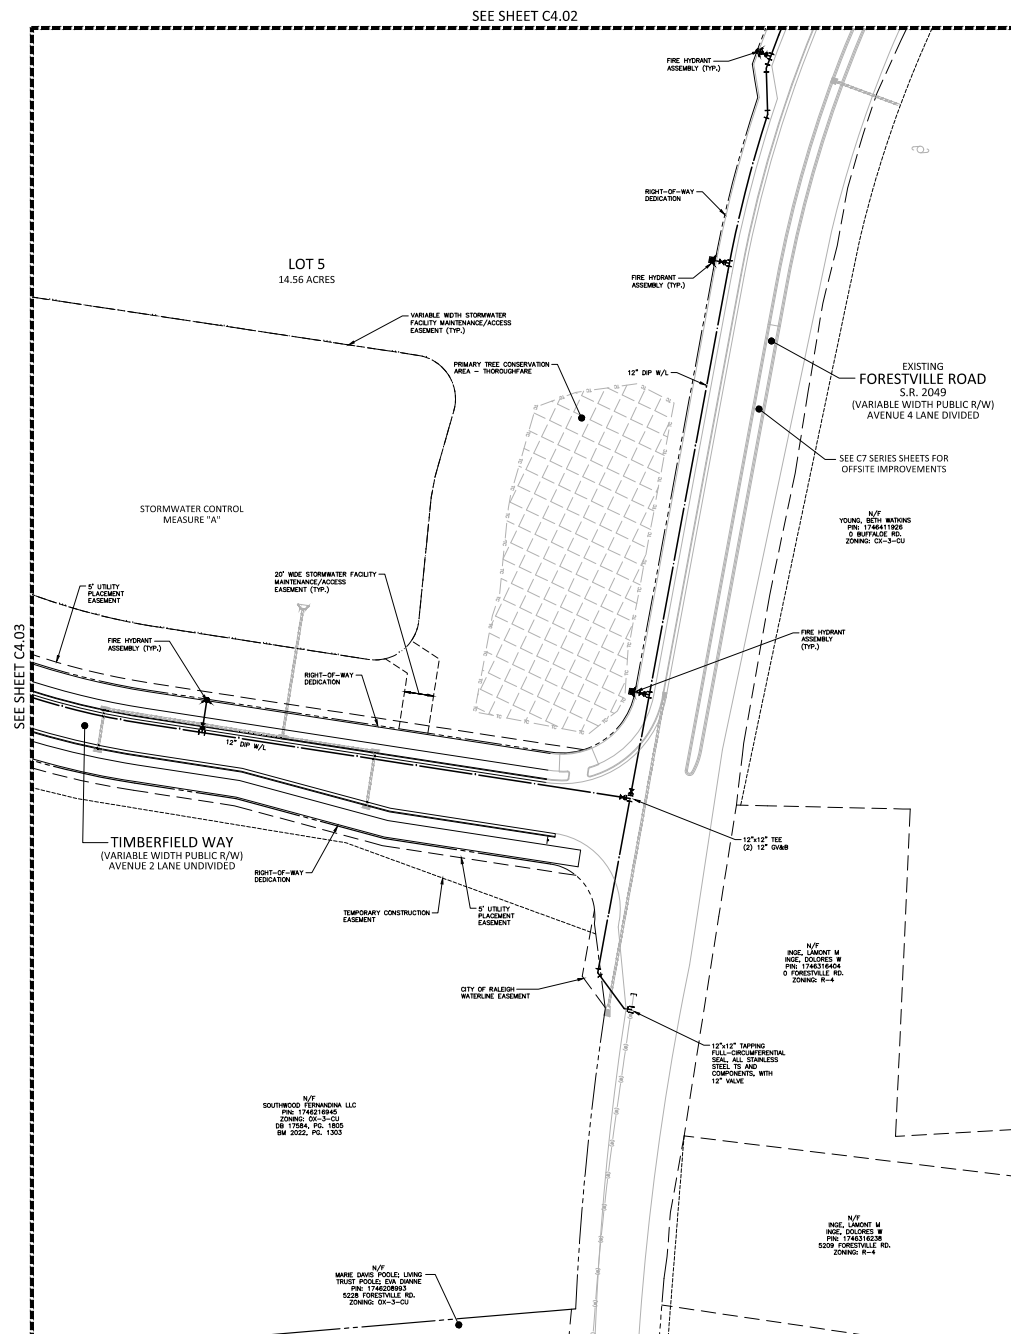 SEE SHEET C4.02
FIRE HYDRANT
ASSEMBLY (TYP.)
RIGHT-OF-WAY
DEDICATION
LOT 5
14.56 ACRES
FIRE HYDRANT
ASSEMBLY (TYP.)
VARIABLE WIDTH STORMWATER
FACILITY MAINTENANCE/ACCESS
EASEMENT (TYP.)
PRIMARY TREE CONSERVATION
AREA - THOROUGHFARE
12" DIP W/L
EXISTING
FORESTVILLE ROAD
S.R. 2049
(VARIABLE WIDTH PUBLIC R/W)
AVENUE 4 LANE DIVIDED
SEE C7 SERIES SHEETS FOR
OFFSITE IMPROVEMENTS
STORMWATER CONTROL
MEASURE "A"
N/F
YOUNG, BETH WATKINS
PIN: 1746411926
0 BUFFALOE RD.
ZONING: CX-3-CU
5' UTILITY
PLACEMENT
EASEMENT
20' WIDE STORMWATER FACILITY
MAINTENANCE/ACCESS
EASEMENT (TYP.)
SEE SHEET C4.03
FIRE HYDRANT
ASSEMBLY (TYP.)
FIRE HYDRANT
ASSEMBLY
(TYP.)
RIGHT-OF-WAY
DEDICATION
12" DIP W/L
TIMBERFIELD WAY
(VARIABLE WIDTH PUBLIC R/W)
AVENUE 2 LANE UNDIVIDED
12"x12" TEE
(2) 12" GV&B
RIGHT-OF-WAY
DEDICATION
TEMPORARY CONSTRUCTION
EASEMENT
5' UTILITY
PLACEMENT
EASEMENT
N/F
INGE, LAMONT M
INGE, DOLORES W
PIN: 1746316404
0 FORESTVILLE RD.
ZONING: R-4
CITY OF RALEIGH
WATERLINE EASEMENT
12"x12" TAPPING
FULL-CIRCUMFERENTIAL
SEAL, ALL STAINLESS
STEEL TS AND
COMPONENTS, WITH
12" VALVE
N/F
SOUTHWOOD FERNANDINA LLC
PIN: 1746216945
ZONING: OX-3-CU
DB 17584, PG. 1805
BM 2022, PG. 1303
N/F
INGE, LAMONT M
INGE, DOLORES W
PIN: 1746316238
5209 FORESTVILLE RD.
ZONING: R-4
N/F
MARIE DAVIS POOLE; LIVING
TRUST POOLE; EVA DIANNE
PIN: 1746208993
5228 FORESTVILLE RD.
ZONING: OX-3-CU